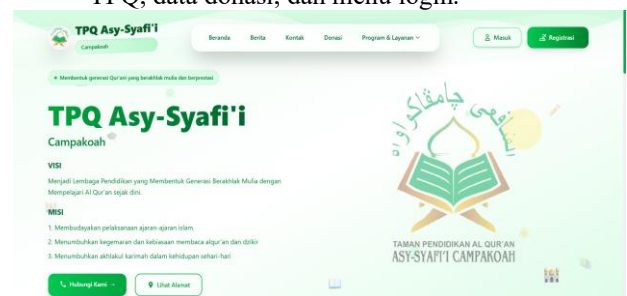 TPQ, data donasi, dan menu login.
TPQ Asy-Syafi'i
Campakoah
Beranda Berita Kontak Donasi Program & Layanan
Masuk
Registrasi
Membentuk generasi Qur'ani yang berakhlak mulia dan berprestasi
TPQ Asy-Syafi'i
Campakoah
VISI
Menjadi Lembaga Pendidikan yang Membentuk Generasi Berakhlak Mulia dengan
Mempelajari Al Qur'an sejak dini.
MISI
1. Membudayakan pelaksanaan ajaran-ajaran islam.
2. Menumbuhkan kegemaran dan kebiasaan membaca alqur'an dan dzikir
3. Menumbuhkan akhlakul karimah dalam kehidupan sehari-hari
Hubungi Kami →
Lihat Alamat
الشافعي چامڤاكواه
TAMAN PENDIDIKAN AL QUR'AN
ASY-SYAFI'I CAMPAKOAH